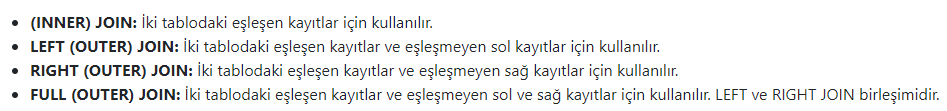 • (INNER) JOIN: İki tablodaki eşleşen kayıtlar için kullanılır.
• LEFT (OUTER) JOIN: İki tablodaki eşleşen kayıtlar ve eşleşmeyen sol kayıtlar için kullanılır.
• RIGHT (OUTER) JOIN: İki tablodaki eşleşen kayıtlar ve eşleşmeyen sağ kayıtlar için kullanılır.
• FULL (OUTER) JOIN: İki tablodaki eşleşen kayıtlar ve eşleşmeyen sol ve sağ kayıtlar için kullanılır. LEFT ve RIGHT JOIN birleşimidir.